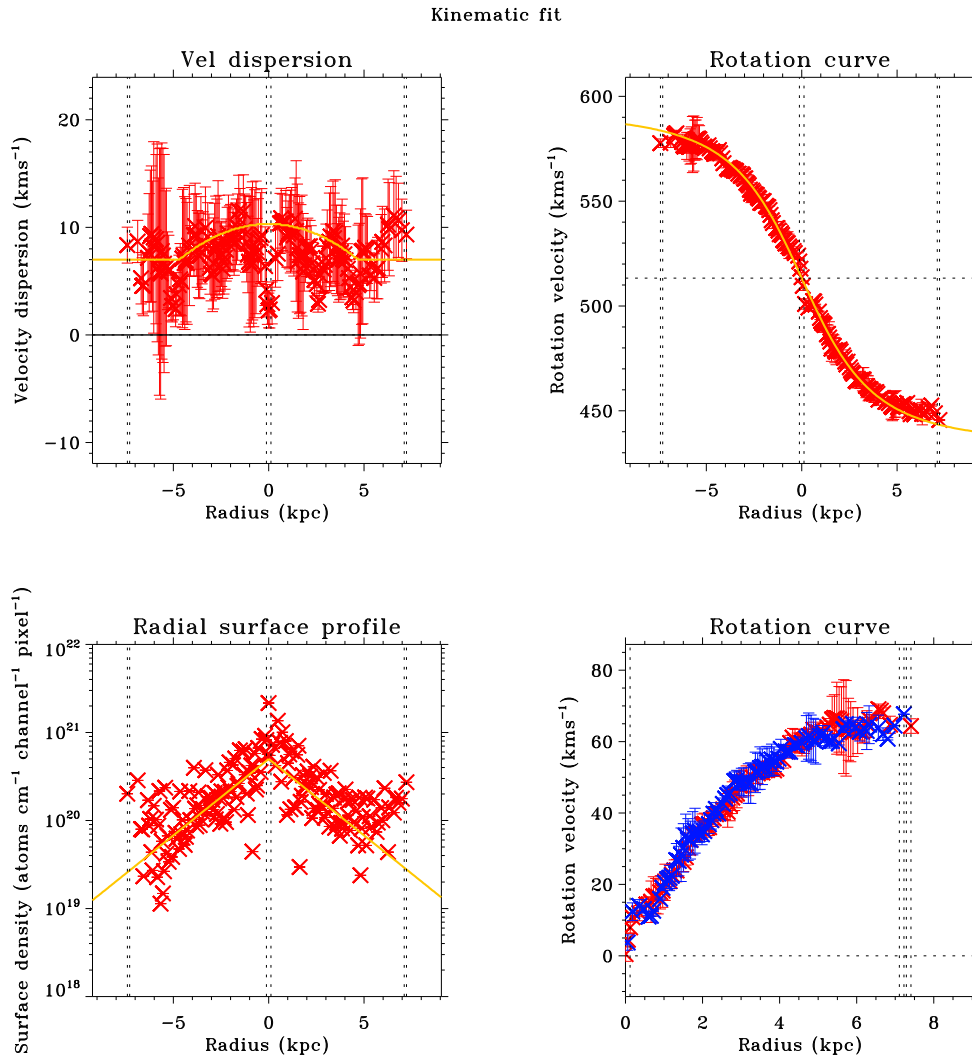 Kinematic fit
Vel dispersion
Velocity dispersion (kms⁻¹)
20
10
0
−10
−5 0 5
Radius (kpc)
Rotation curve
Rotation velocity (kms⁻¹)
600
550
500
450
−5 0 5
Radius (kpc)
Radial surface profile
Surface density (atoms cm⁻¹ channel⁻¹ pixel⁻¹)
10²²
10²¹
10²⁰
10¹⁹
10¹⁸
−5 0 5
Radius (kpc)
Rotation curve
Rotation velocity (kms⁻¹)
80
60
40
20
0
0 2 4 6 8
Radius (kpc)